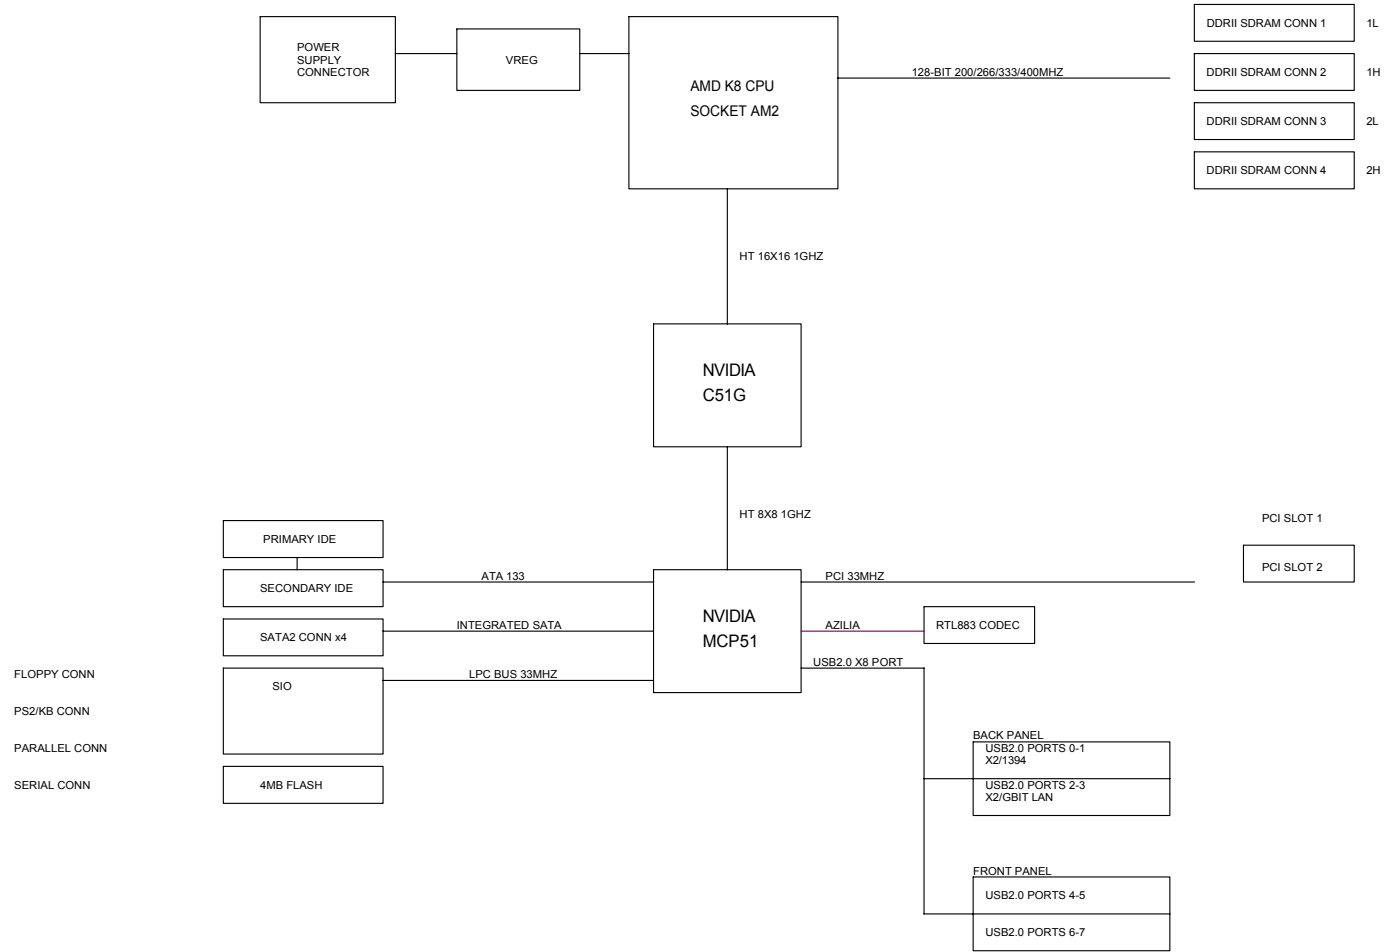 POWER
SUPPLY
CONNECTOR
VREG
AMD K8 CPU
SOCKET AM2
128-BIT 200/266/333/400MHZ
DDRII SDRAM CONN 1
1L
DDRII SDRAM CONN 2
1H
DDRII SDRAM CONN 3
2L
DDRII SDRAM CONN 4
2H
HT 16X16 1GHZ
NVIDIA
C51G
HT 8X8 1GHZ
PCI SLOT 1
PCI SLOT 2
PRIMARY IDE
SECONDARY IDE
ATA 133
SATA2 CONN x4
INTEGRATED SATA
SIO
LPC BUS 33MHZ
4MB FLASH
FLOPPY CONN
PS2/KB CONN
PARALLEL CONN
SERIAL CONN
NVIDIA
MCP51
PCI 33MHZ
AZILIA
RTL883 CODEC
USB2.0 X8 PORT
BACK PANEL
USB2.0 PORTS 0-1
X2/1394
USB2.0 PORTS 2-3
X2/GBIT LAN
FRONT PANEL
USB2.0 PORTS 4-5
USB2.0 PORTS 6-7